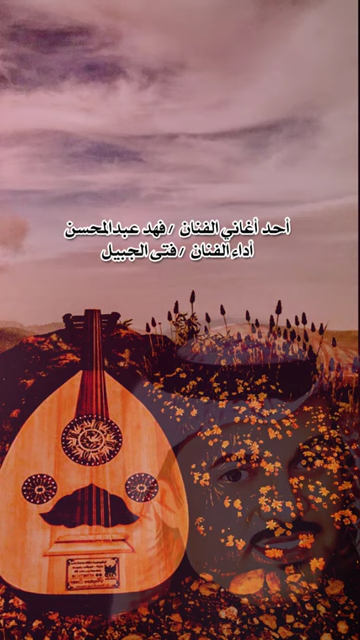 أحد أغاني الفنان / فهد عبدالمحسن
أداء الفنان / فتى الجبيل